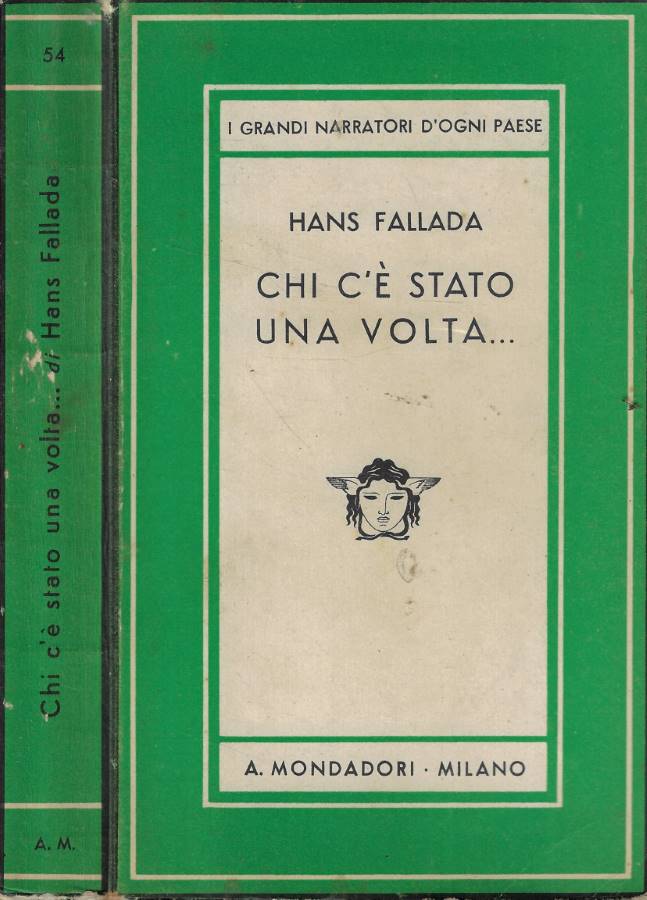 54
Chi c'è stato una volta... di Hans Fallada
A. M.
I GRANDI NARRATORI D'OGNI PAESE
HANS FALLADA
CHI C'È STATO
UNA VOLTA...
A. MONDADORI · MILANO